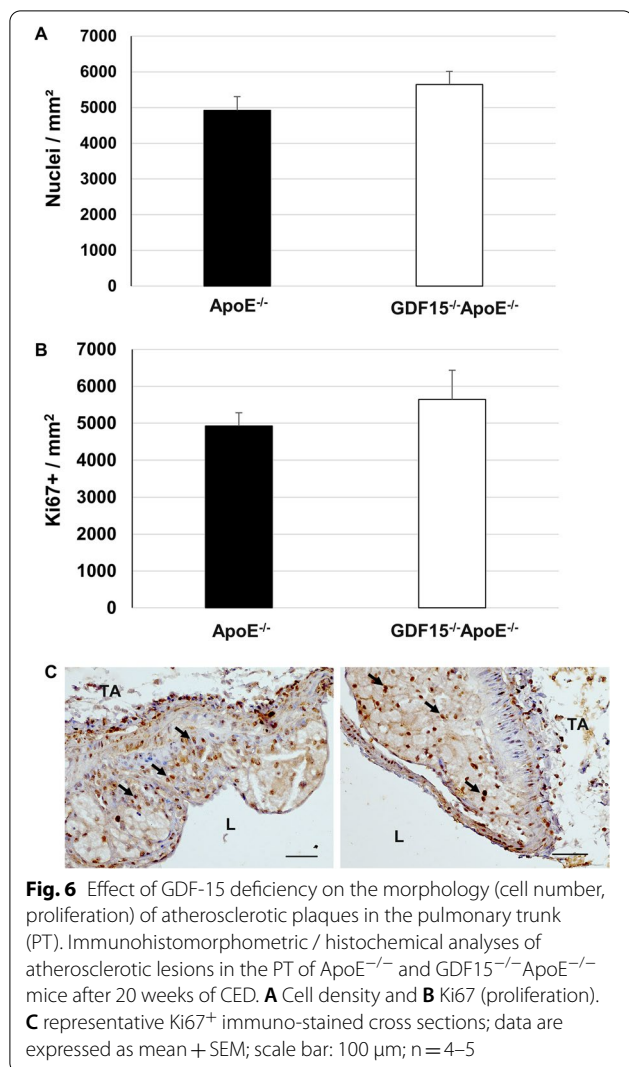 A
7000
6000
5000
4000
3000
2000
1000
0
Nuclei / mm²
ApoE-/-
GDF15-/-ApoE-/-
B
7000
6000
5000
4000
3000
2000
1000
0
Ki67+ / mm²
ApoE-/-
GDF15-/-ApoE-/-
C
TA
L
TA
L
Fig. 6 Effect of GDF-15 deficiency on the morphology (cell number,
proliferation) of atherosclerotic plaques in the pulmonary trunk
(PT). Immunohistomorphometric / histochemical analyses of
atherosclerotic lesions in the PT of ApoE−/− and GDF15−/−ApoE−/−
mice after 20 weeks of CED. A Cell density and B Ki67 (proliferation).
C representative Ki67+ immuno-stained cross sections; data are
expressed as mean + SEM; scale bar: 100 μm; n = 4–5